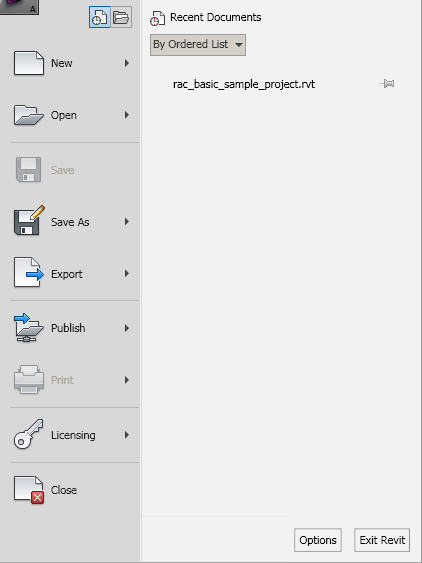 A
Recent Documents
By Ordered List
rac_basic_sample_project.rvt
New
Open
Save
Save As
Export
Publish
Print
Licensing
Close
Options
Exit Revit